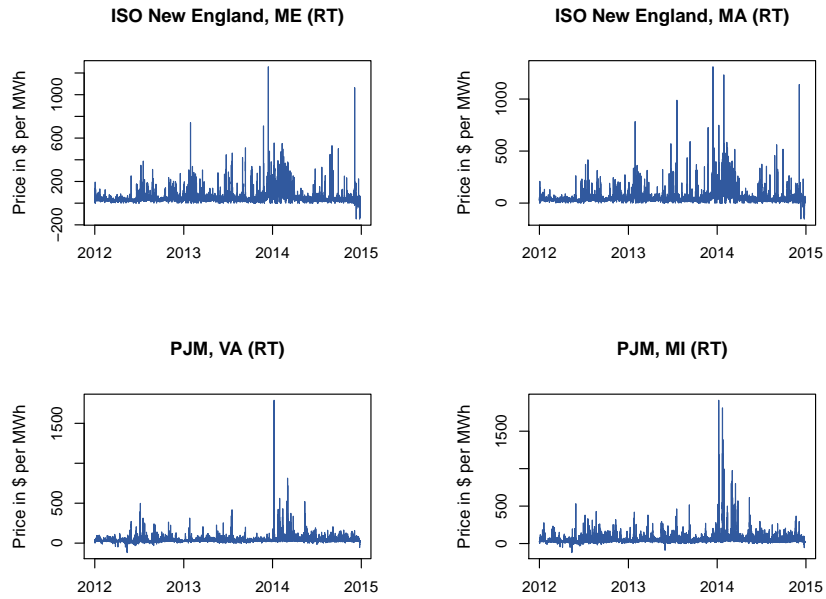 ISO New England, ME (RT)
Price in $ per MWh
1000
600
200
−200
2012 2013 2014 2015
ISO New England, MA (RT)
Price in $ per MWh
1000
500
0
2012 2013 2014 2015
PJM, VA (RT)
Price in $ per MWh
1500
500
0
2012 2013 2014 2015
PJM, MI (RT)
Price in $ per MWh
1500
500
0
2012 2013 2014 2015